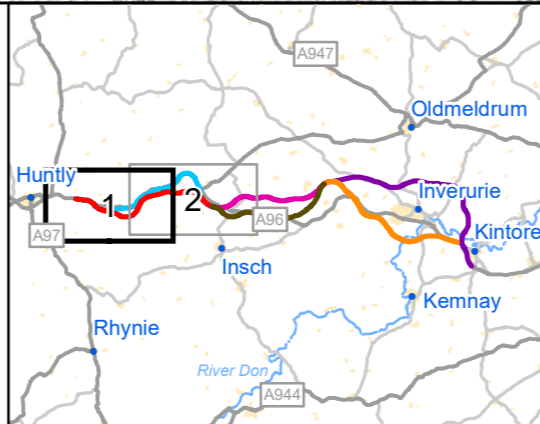 A947
Oldmeldrum
Huntly
1
2
Inverurie
A96
A97
Kintore
Insch
Kemnay
Rhynie
River Don
A944